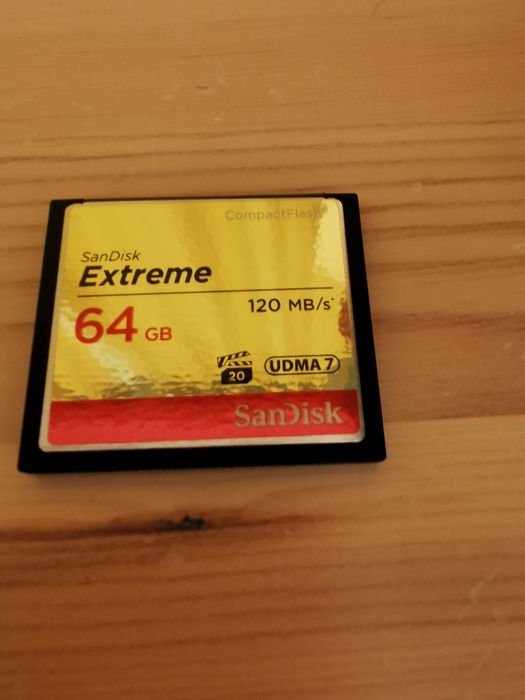 CompactFlash®
SanDisk
Extreme
64 GB
120 MB/s*
20
UDMA 7
SanDisk